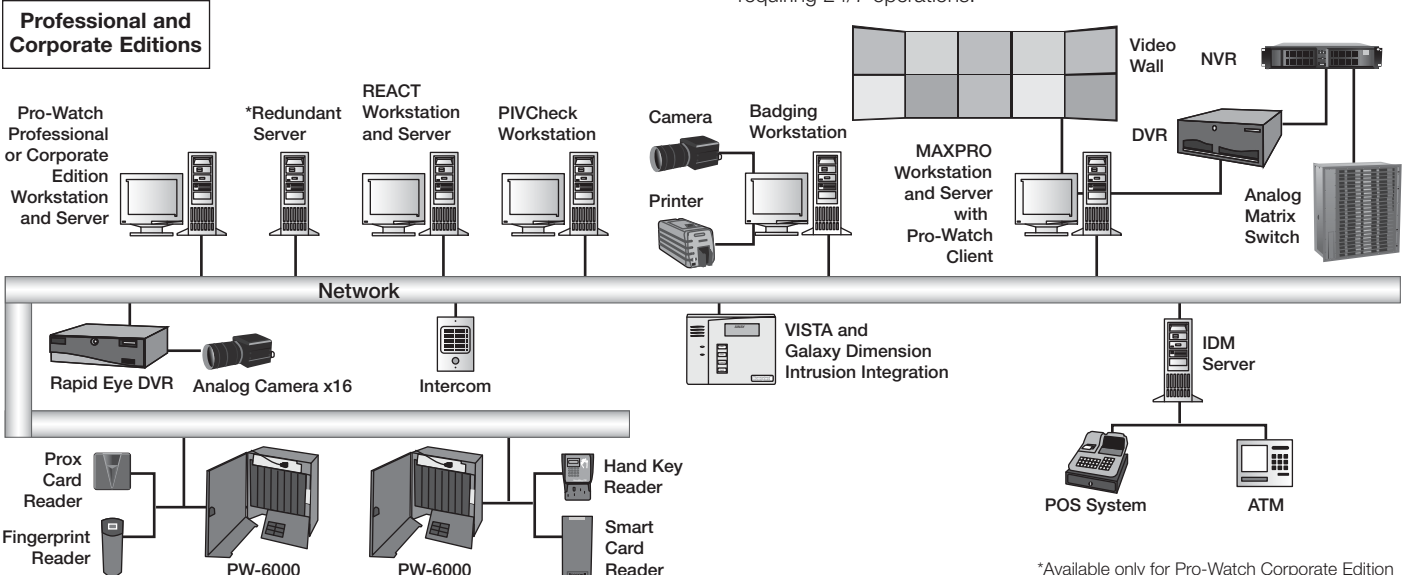 requiring 24/7 operations.
Professional and
Corporate Editions
Pro-Watch
Professional
or Corporate
Edition
Workstation
and Server
*Redundant
Server
REACT
Workstation
and Server
PIVCheck
Workstation
Camera
Printer
Badging
Workstation
MAXPRO
Workstation
and Server
with
Pro-Watch
Client
Video
Wall
NVR
DVR
Analog
Matrix
Switch
Network
Rapid Eye DVR
Analog Camera x16
Intercom
VISTA and
Galaxy Dimension
Intrusion Integration
IDM
Server
POS System
ATM
Prox
Card
Reader
Fingerprint
Reader
PW-6000
PW-6000
Hand Key
Reader
Smart
Card
Reader
*Available only for Pro-Watch Corporate Edition